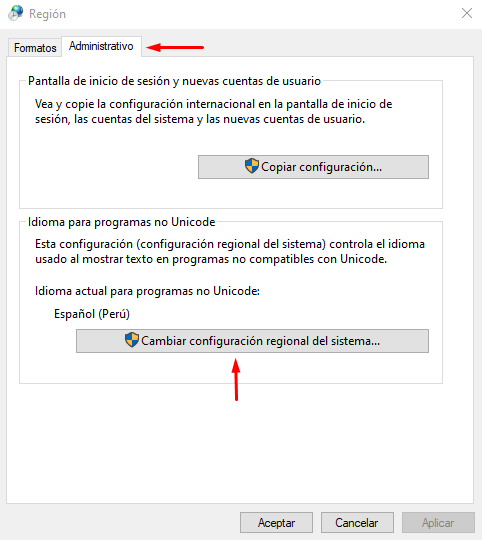 Región
Formatos
Administrativo
Pantalla de inicio de sesión y nuevas cuentas de usuario
Vea y copie la configuración internacional en la pantalla de inicio de
sesión, las cuentas del sistema y las nuevas cuentas de usuario.
Copiar configuración...
Idioma para programas no Unicode
Esta configuración (configuración regional del sistema) controla el idioma
usado al mostrar texto en programas no compatibles con Unicode.
Idioma actual para programas no Unicode:
Español (Perú)
Cambiar configuración regional del sistema...
Aceptar
Cancelar
Aplicar